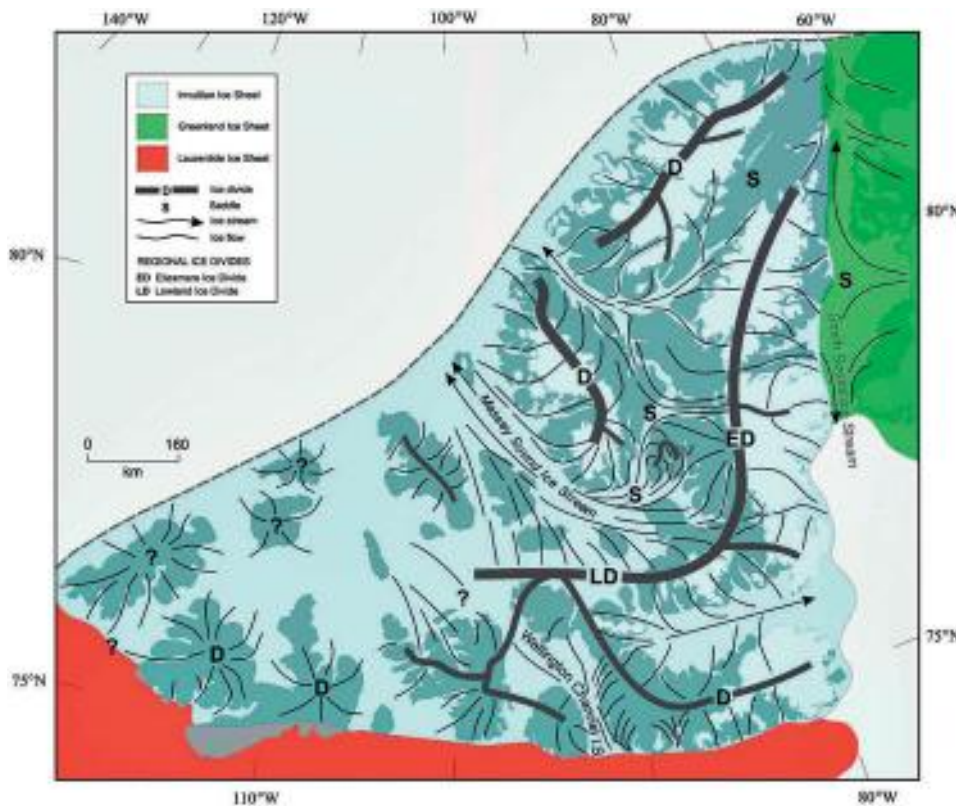 140°W
120°W
100°W
80°W
60°W
Innuitian Ice Sheet
Greenland Ice Sheet
Laurentide Ice Sheet
D
Ice divide
S
Saddle
Ice stream
Ice flow
REGIONAL ICE DIVIDES
ED Ellesmere Ice Divide
LD Lowland Ice Divide
80°N
80°N
D
S
S
D
S
ED
S
0 160
km
Massey Sound Ice Stream
Stream
?
?
?
LD
?
?
Wellington Channel I.S.
D
D
D
75°N
75°N
110°W
80°W